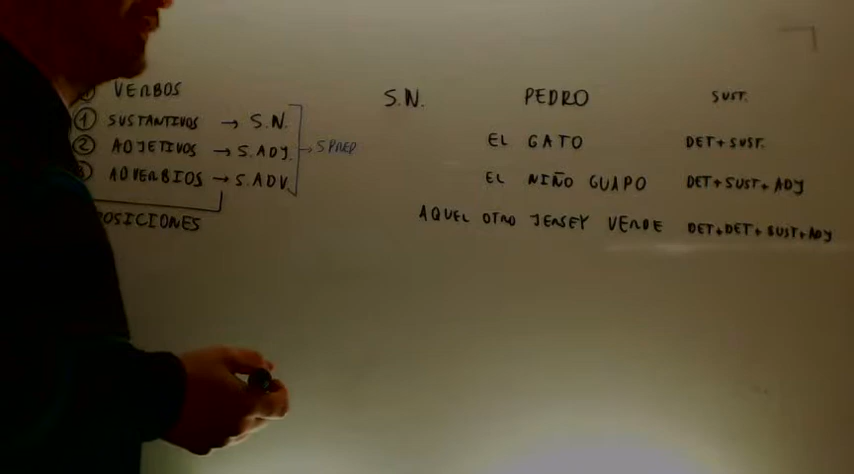 VERBOS
① SUSTANTIVOS → S.N.
② ADJETIVOS → S.ADJ.
ADVERBIOS → S.ADV.
→ S PREP
OSICIONES
S.N. PEDRO SUST.
EL GATO DET+SUST.
EL NIÑO GUAPO DET+SUST+ADJ
AQUEL OTRO JERSEY VERDE DET+DET+SUST+ADJ